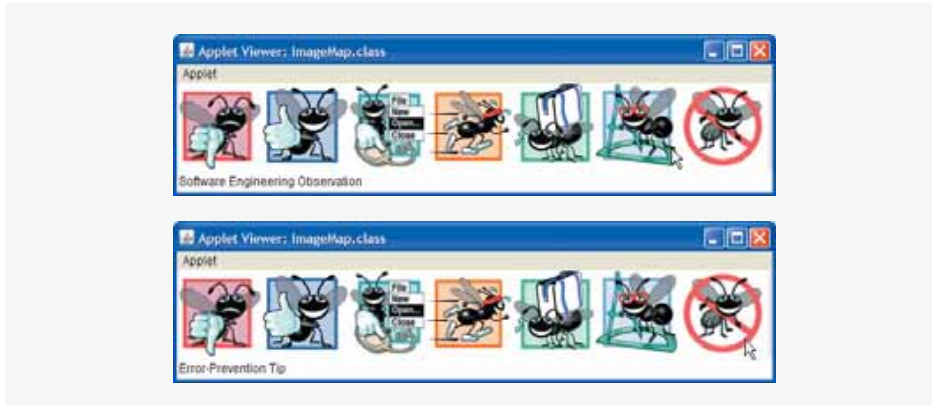 Applet Viewer: ImageMap.class
Applet
File
New
Open...
Close
Software Engineering Observation
Applet Viewer: ImageMap.class
Applet
File
New
Open...
Close
Error-Prevention Tip